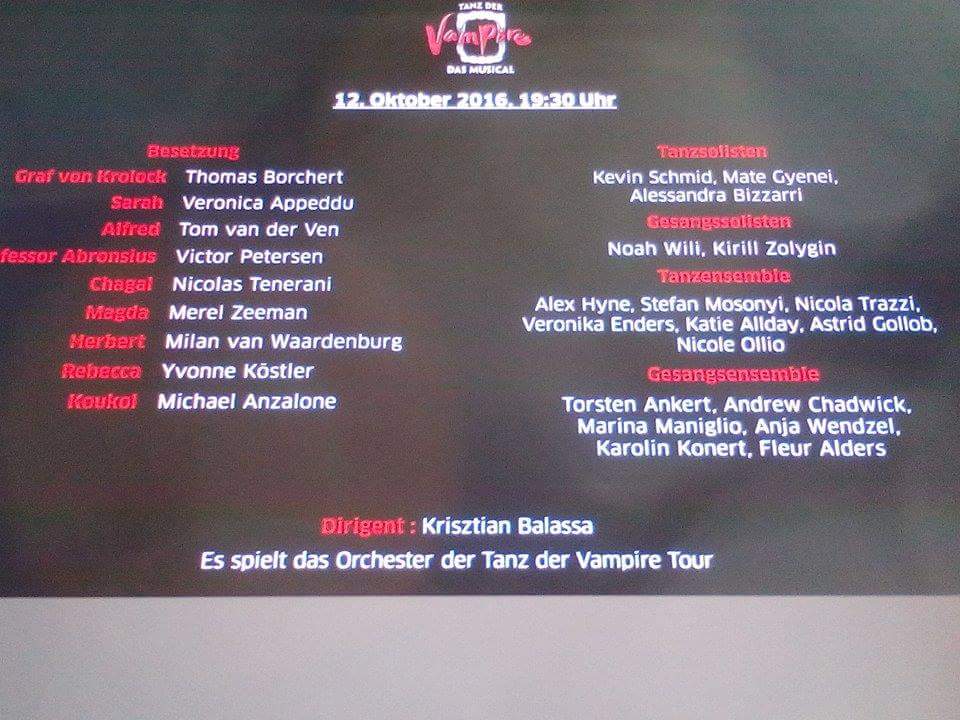 TANZ DER
Vampire
DAS MUSICAL
12. Oktober 2016, 19:30 Uhr
Besetzung
Graf von Krolock Thomas Borchert
Sarah Veronica Appeddu
Alfred Tom van der Ven
fessor Abronsius Victor Petersen
Chagal Nicolas Tenerani
Magda Merel Zeeman
Herbert Milan van Waardenburg
Rebecca Yvonne Köstler
Koukol Michael Anzalone
Tanzsolisten
Kevin Schmid, Mate Gyenei,
Alessandra Bizzarri
Gesangssolisten
Noah Wili, Kirill Zolygin
Tanzensemble
Alex Hyne, Stefan Mosonyi, Nicola Trazzi,
Veronika Enders, Katie Allday, Astrid Gollob,
Nicole Ollio
Gesangsensemble
Torsten Ankert, Andrew Chadwick,
Marina Maniglio, Anja Wendzel,
Karolin Konert, Fleur Alders
Dirigent : Krisztian Balassa
Es spielt das Orchester der Tanz der Vampire Tour